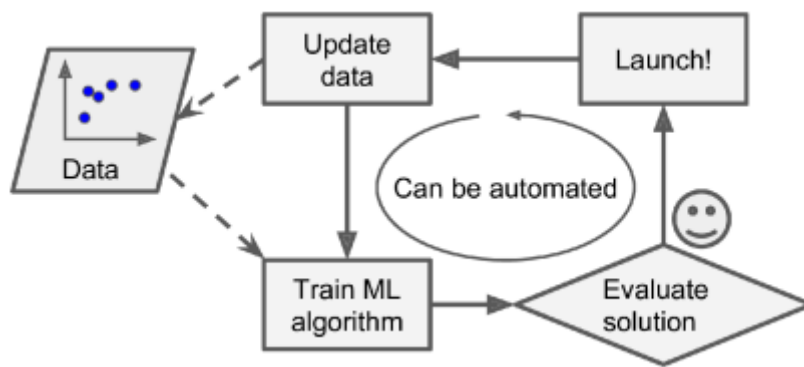 Update
data
Launch!
Data
Can be automated
Train ML
algorithm
Evaluate
solution